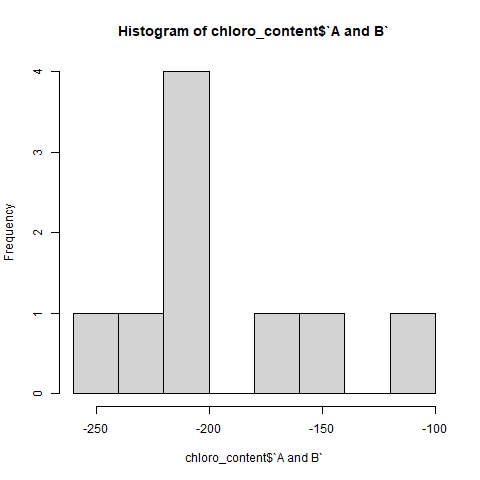 Histogram of chloro_content$`A and B`
4
3
2
1
0
Frequency
-250 -200 -150 -100
chloro_content$`A and B`